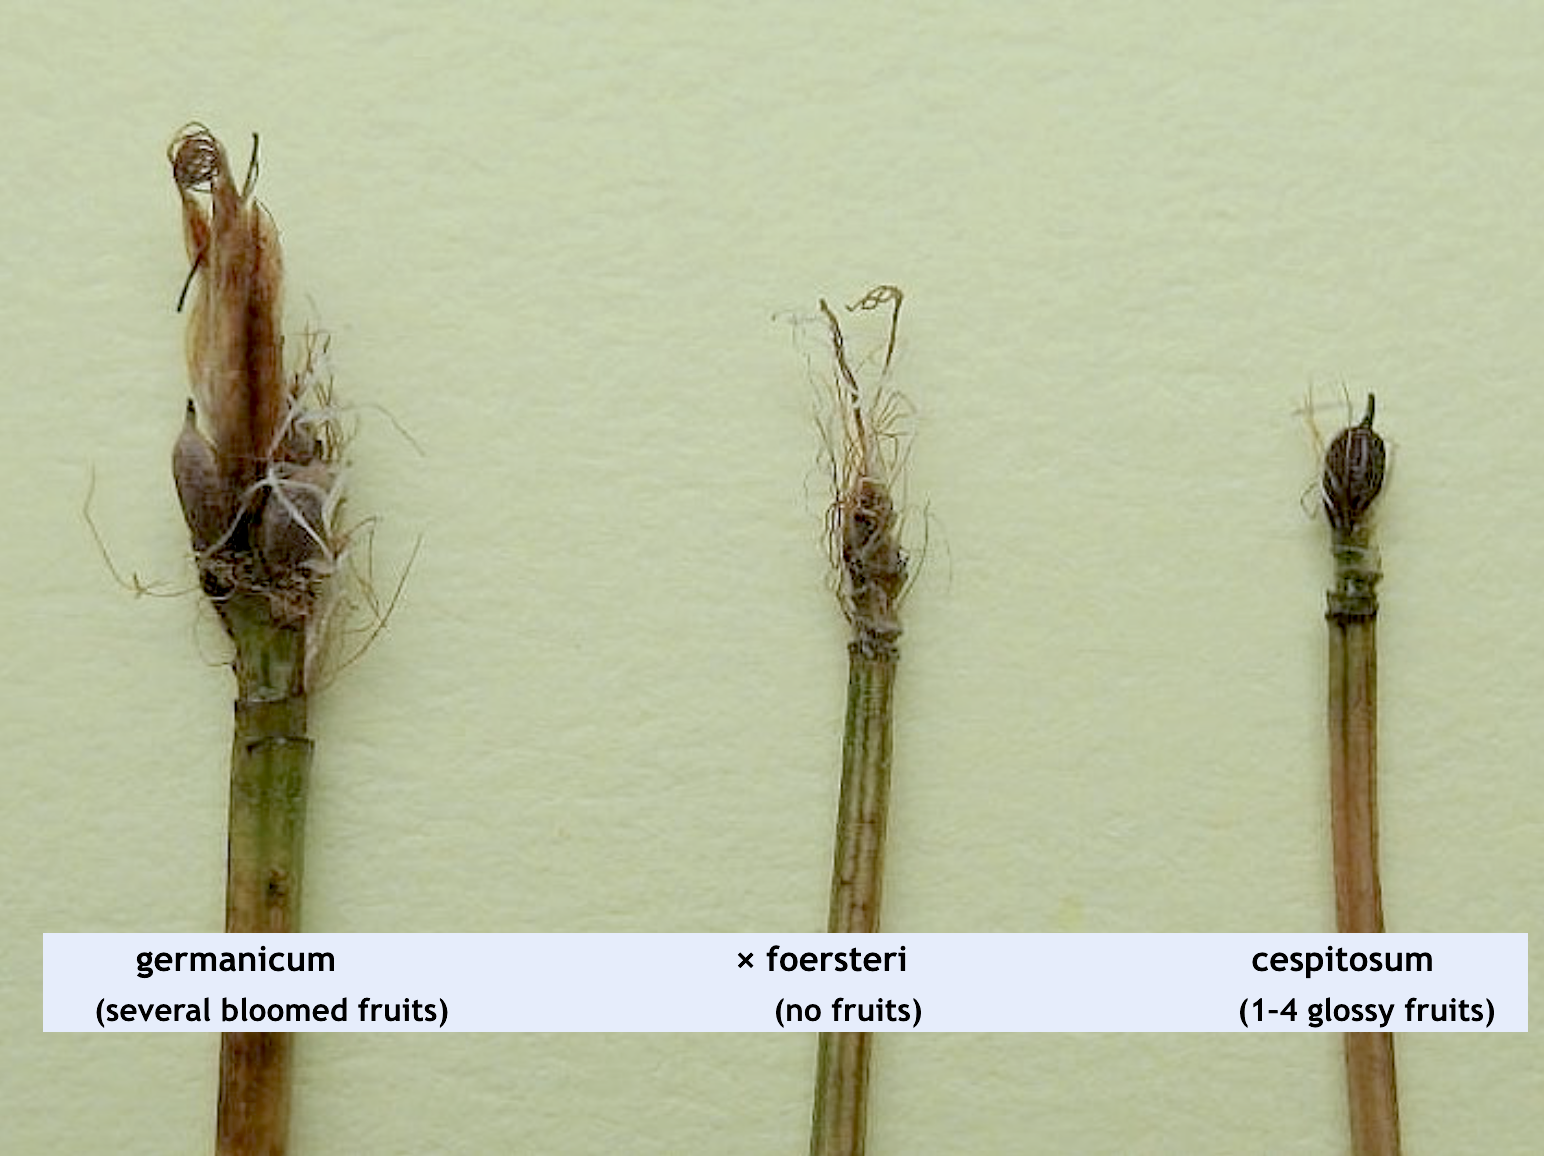 germanicum × foersteri cespitosum
(several bloomed fruits) (no fruits) (1–4 glossy fruits)